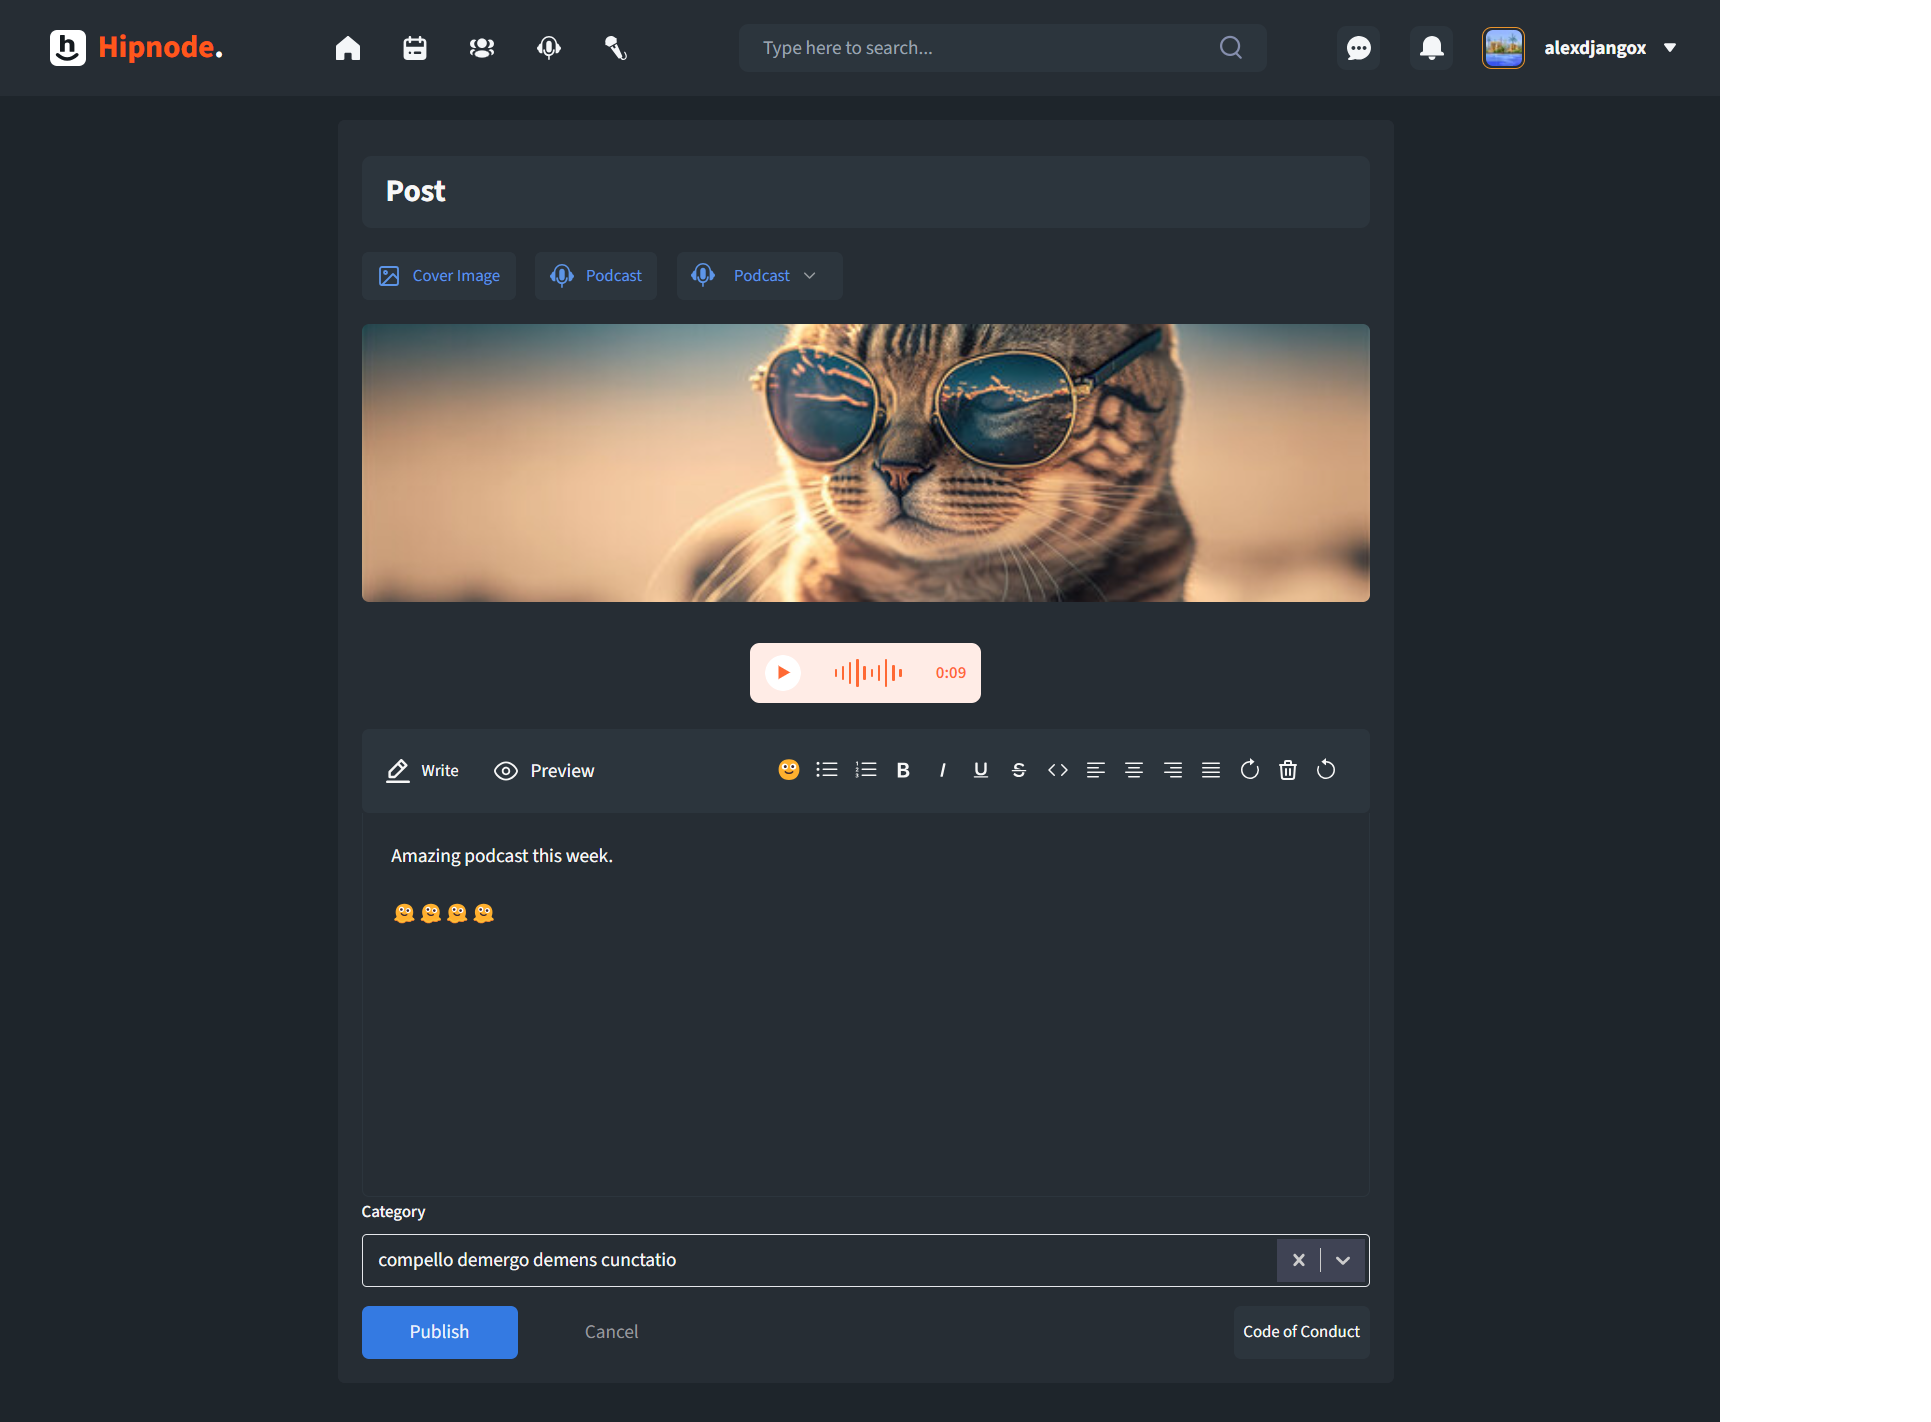 Hipnode.
Type here to search...
alexdjangox
Post
Cover Image
Podcast
Podcast
0:09
Write
Preview
Amazing podcast this week.
🫠🫠🫠🫠
Category
compello demergo demens cunctatio
Publish
Cancel
Code of Conduct